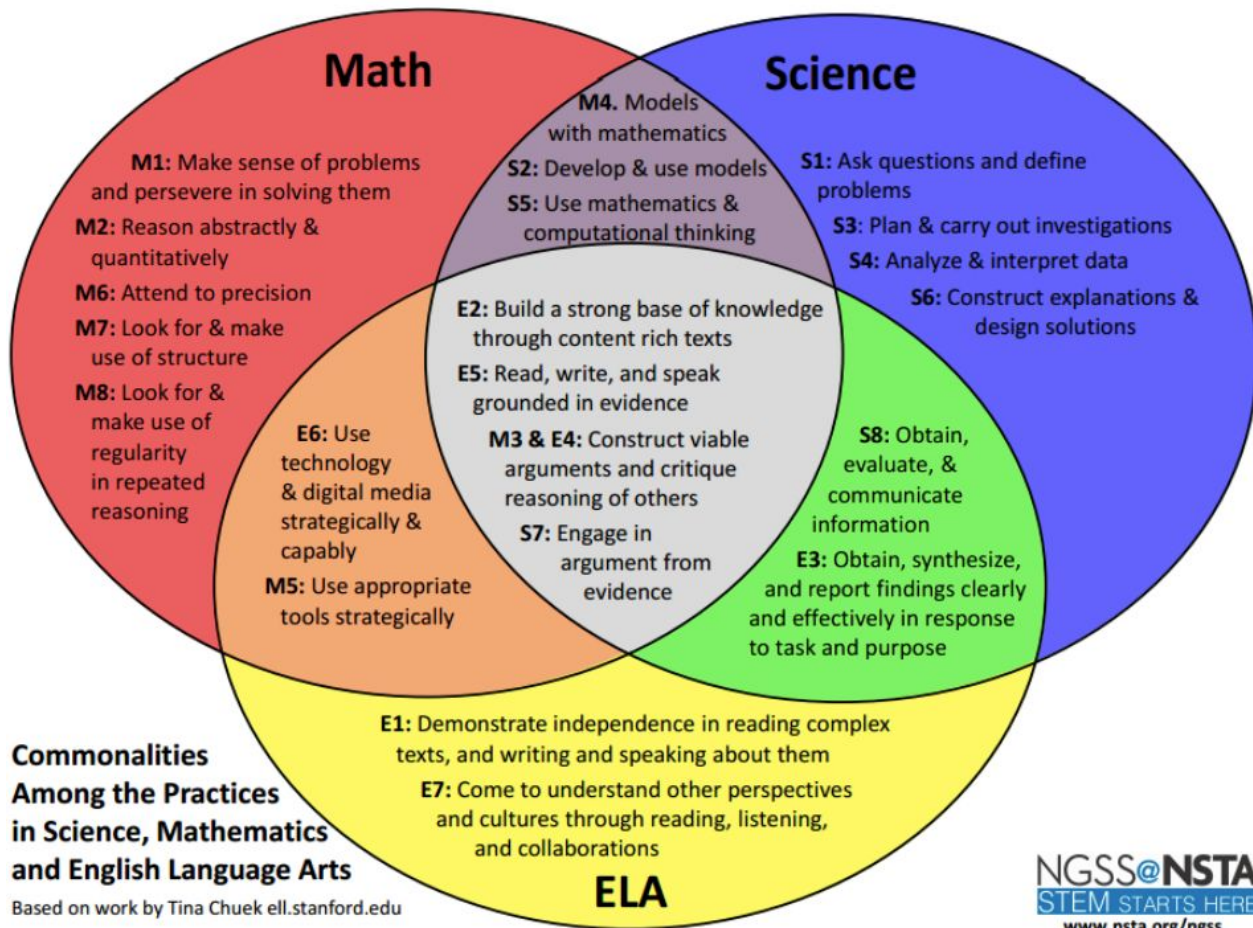 Math
Science
M1: Make sense of problems
and persevere in solving them
M2: Reason abstractly &
quantitatively
M6: Attend to precision
M7: Look for & make
use of structure
M8: Look for &
make use of
regularity
in repeated
reasoning
M4. Models
with mathematics
S2: Develop & use models
S5: Use mathematics &
computational thinking
S1: Ask questions and define
problems
S3: Plan & carry out investigations
S4: Analyze & interpret data
S6: Construct explanations &
design solutions
E2: Build a strong base of knowledge
through content rich texts
E5: Read, write, and speak
grounded in evidence
M3 & E4: Construct viable
arguments and critique
reasoning of others
S7: Engage in
argument from
evidence
E6: Use
technology
& digital media
strategically &
capably
M5: Use appropriate
tools strategically
S8: Obtain,
evaluate, &
communicate
information
E3: Obtain, synthesize,
and report findings clearly
and effectively in response
to task and purpose
E1: Demonstrate independence in reading complex
texts, and writing and speaking about them
E7: Come to understand other perspectives
and cultures through reading, listening,
and collaborations
ELA
Commonalities
Among the Practices
in Science, Mathematics
and English Language Arts
Based on work by Tina Chuek ell.stanford.edu
NGSS@NSTA
STEM STARTS HERE
www.nsta.org/ngss